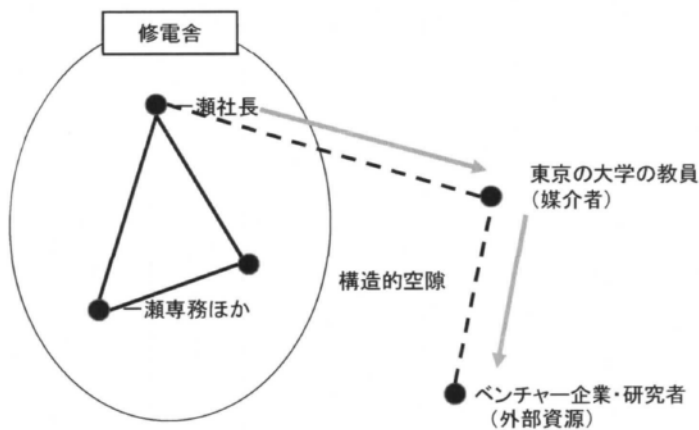 修電舎
一瀬社長
東京の大学の教員
(媒介者)
構造的空隙
一瀬専務ほか
ベンチャー企業・研究者
(外部資源)